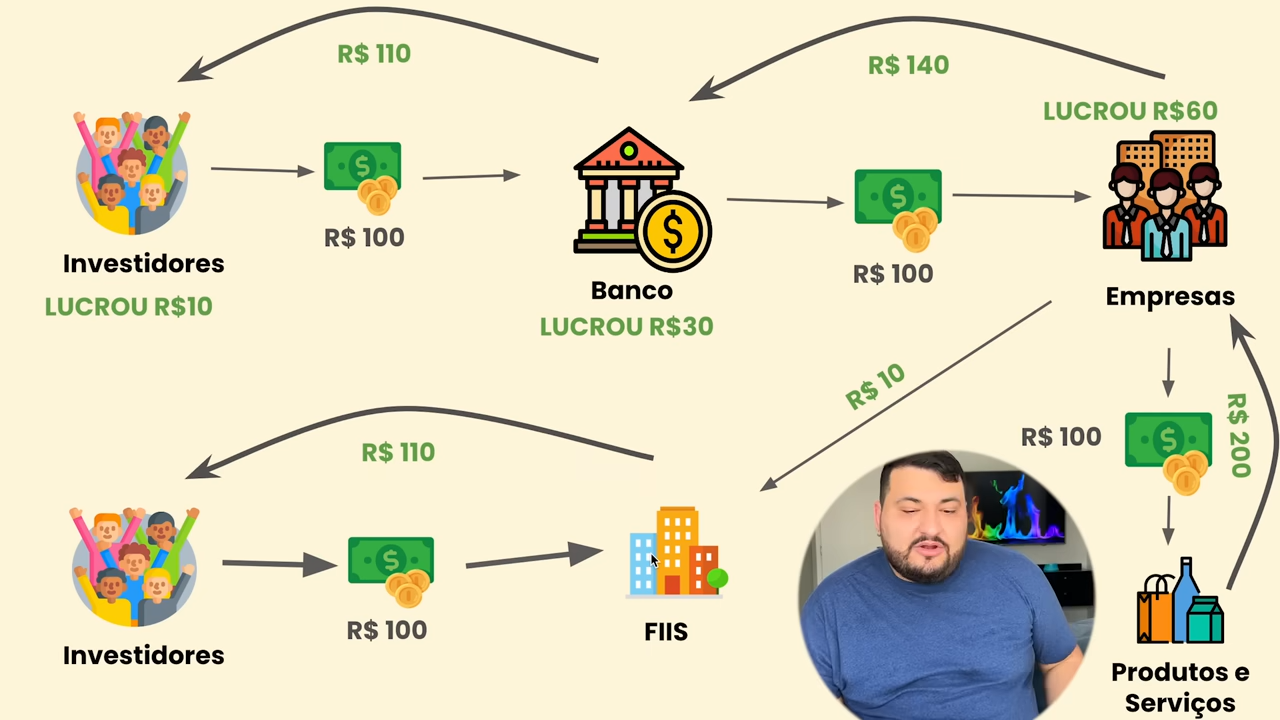 R$ 110
R$ 140
LUCROU R$60
R$ 100
R$ 100
Investidores
Banco
Empresas
LUCROU R$10
LUCROU R$30
R$ 10
R$ 200
R$ 100
R$ 110
R$ 100
FIIS
Investidores
Produtos e
Serviços